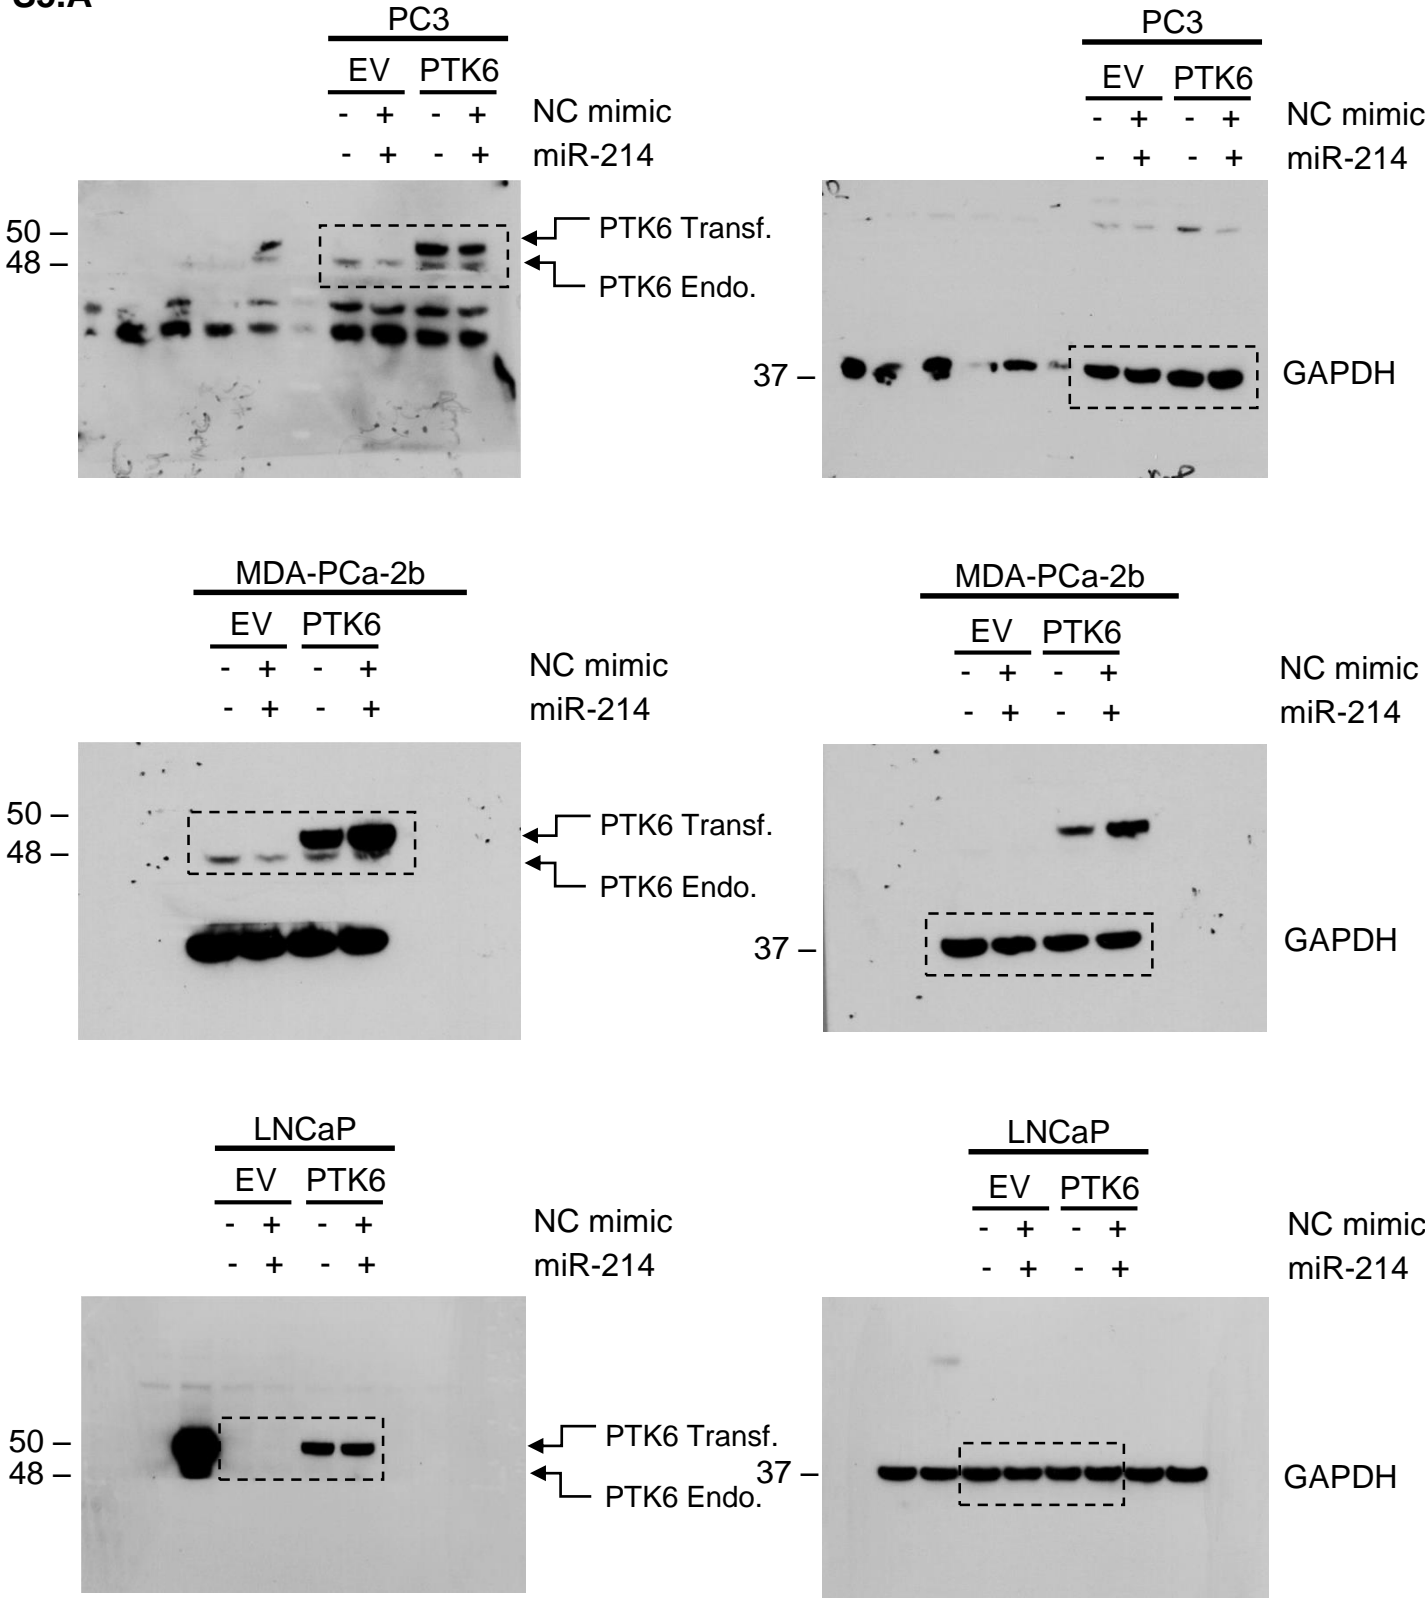 PC3
EV PTK6
- + - + NC mimic
- + - + miR-214
50 –
48 –
PTK6 Transf.
PTK6 Endo.
PC3
EV PTK6
- + - + NC mimic
- + - + miR-214
37 –
GAPDH
MDA-PCa-2b
EV PTK6
- + - + NC mimic
- + - + miR-214
50 –
48 –
PTK6 Transf.
PTK6 Endo.
MDA-PCa-2b
EV PTK6
- + - + NC mimic
- + - + miR-214
37 –
GAPDH
LNCaP
EV PTK6
- + - + NC mimic
- + - + miR-214
50 –
48 –
PTK6 Transf.
PTK6 Endo.
LNCaP
EV PTK6
- + - + NC mimic
- + - + miR-214
37 –
GAPDH